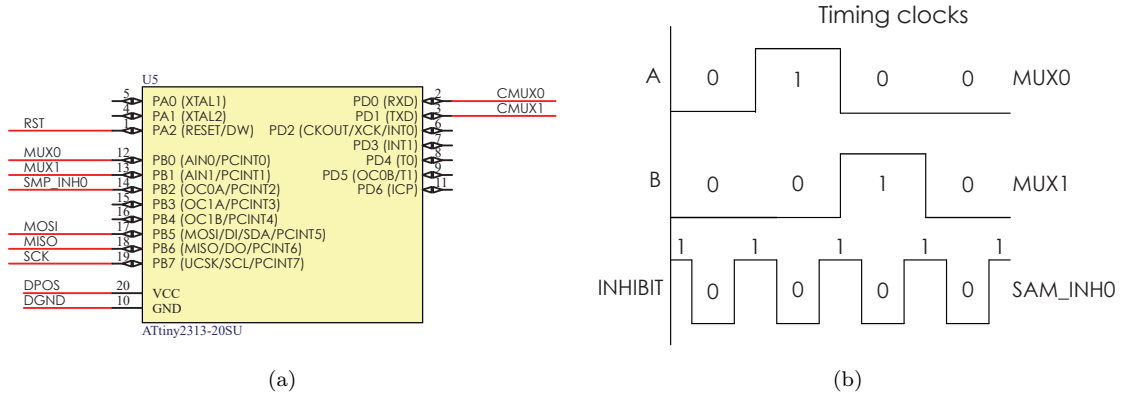 U5
5 PA0 (XTAL1) PD0 (RXD) 2 CMUX0
4 PA1 (XTAL2) PD1 (TXD) 3 CMUX1
RST 1 PA2 (RESET/DW) PD2 (CKOUT/XCK/INT0) 6
PD3 (INT1) 7
MUX0 12 PB0 (AIN0/PCINT0) PD4 (T0) 8
MUX1 13 PB1 (AIN1/PCINT1) PD5 (OC0B/T1) 9
SMP_INH0 14 PB2 (OC0A/PCINT2) PD6 (ICP) 11
15 PB3 (OC1A/PCINT3)
16 PB4 (OC1B/PCINT4)
MOSI 17 PB5 (MOSI/DI/SDA/PCINT5)
MISO 18 PB6 (MISO/DO/PCINT6)
SCK 19 PB7 (UCSK/SCL/PCINT7)
DPOS 20 VCC
DGND 10 GND
ATtiny2313-20SU
(a)
Timing clocks
A 0 1 0 0 MUX0
B 0 0 1 0 MUX1
1 1 1 1 1
INHIBIT 0 0 0 0 SAM_INH0
(b)